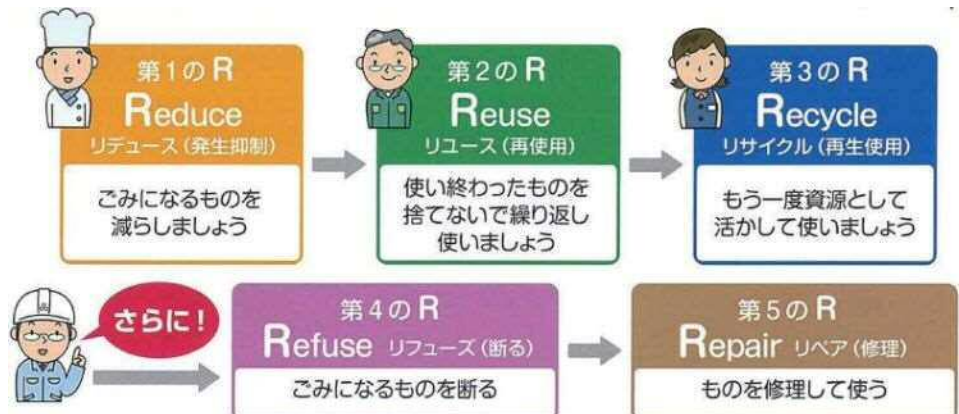 第1のR
Reduce
リデュース(発生抑制)
ごみになるものを
減らしましょう
第2のR
Reuse
リユース(再使用)
使い終わったものを
捨てないで繰り返し
使いましょう
第3のR
Recycle
リサイクル(再生使用)
もう一度資源として
活かして使いましょう
さらに!
第4のR
Refuse リフューズ(断る)
ごみになるものを断る
第5のR
Repair リペア(修理)
ものを修理して使う